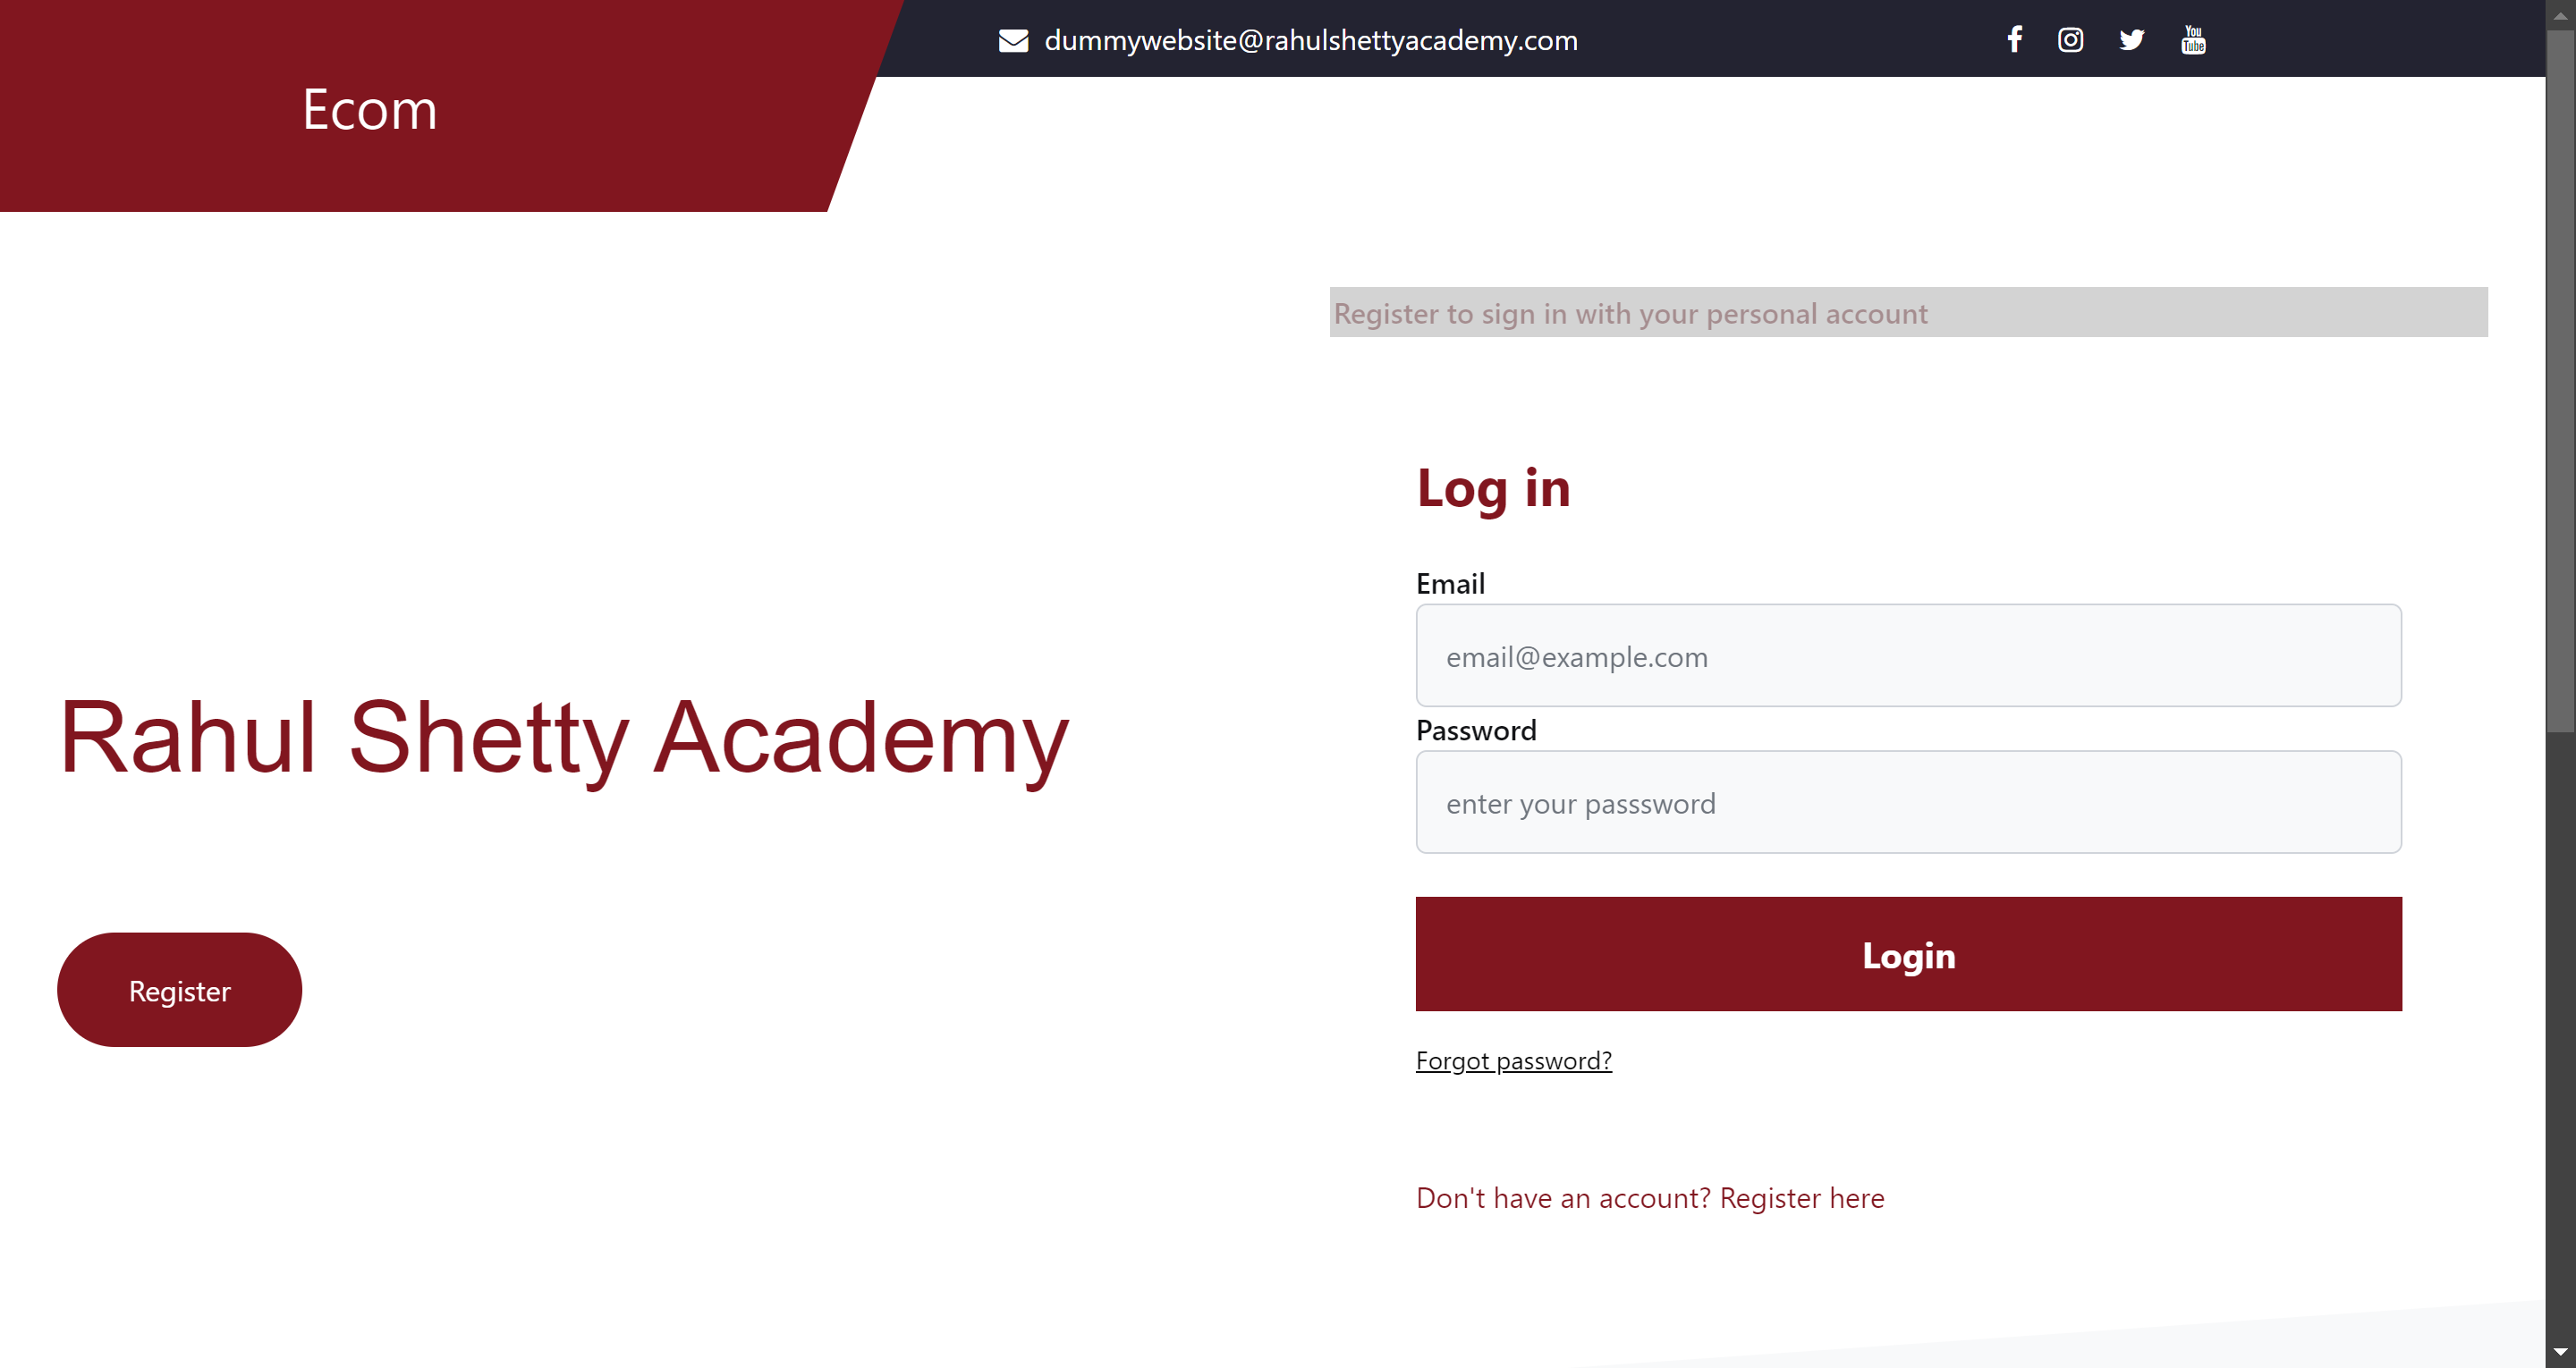 dummywebsite@rahulshettyacademy.com
You
Tube
Ecom
Register to sign in with your personal account
Log in
Email
email@example.com
Password
enter your passsword
Rahul Shetty Academy
Login
Register
Forgot password?
Don't have an account? Register here